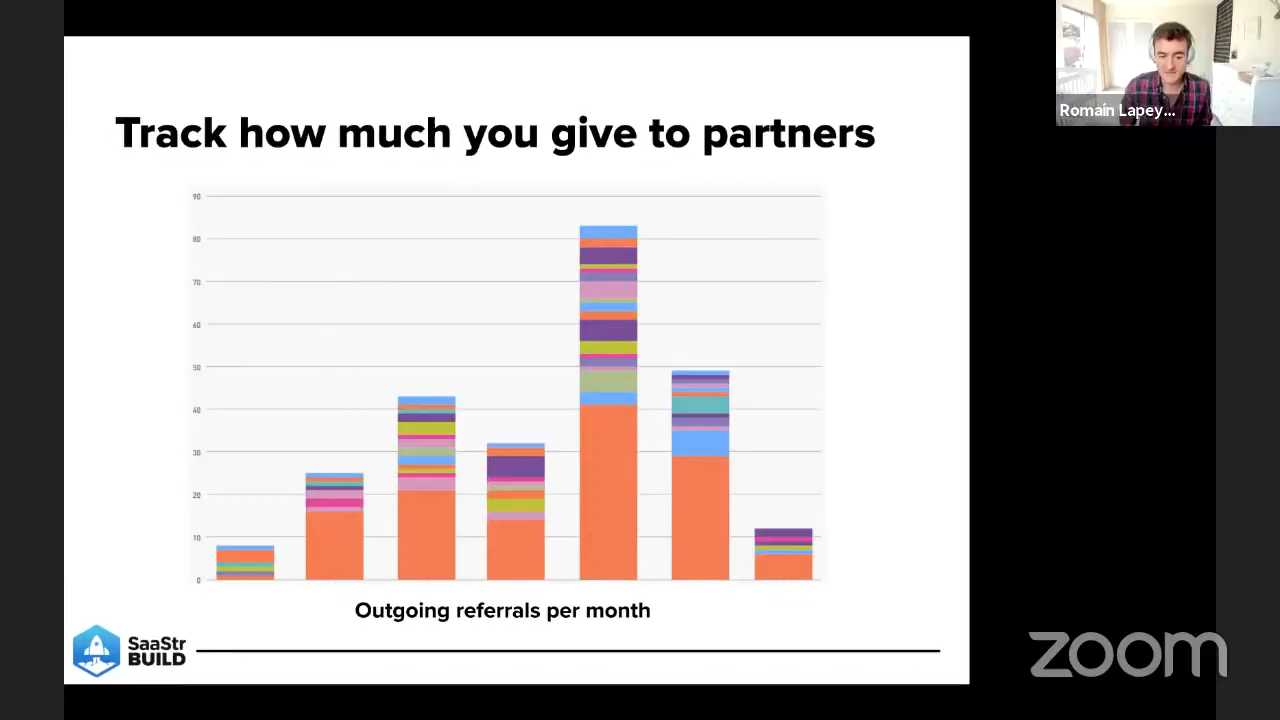 Romain Lapey...
Track how much you give to partners
90
80
70
60
50
40
30
20
10
0
Outgoing referrals per month
SaaStr
BUILD
zoom